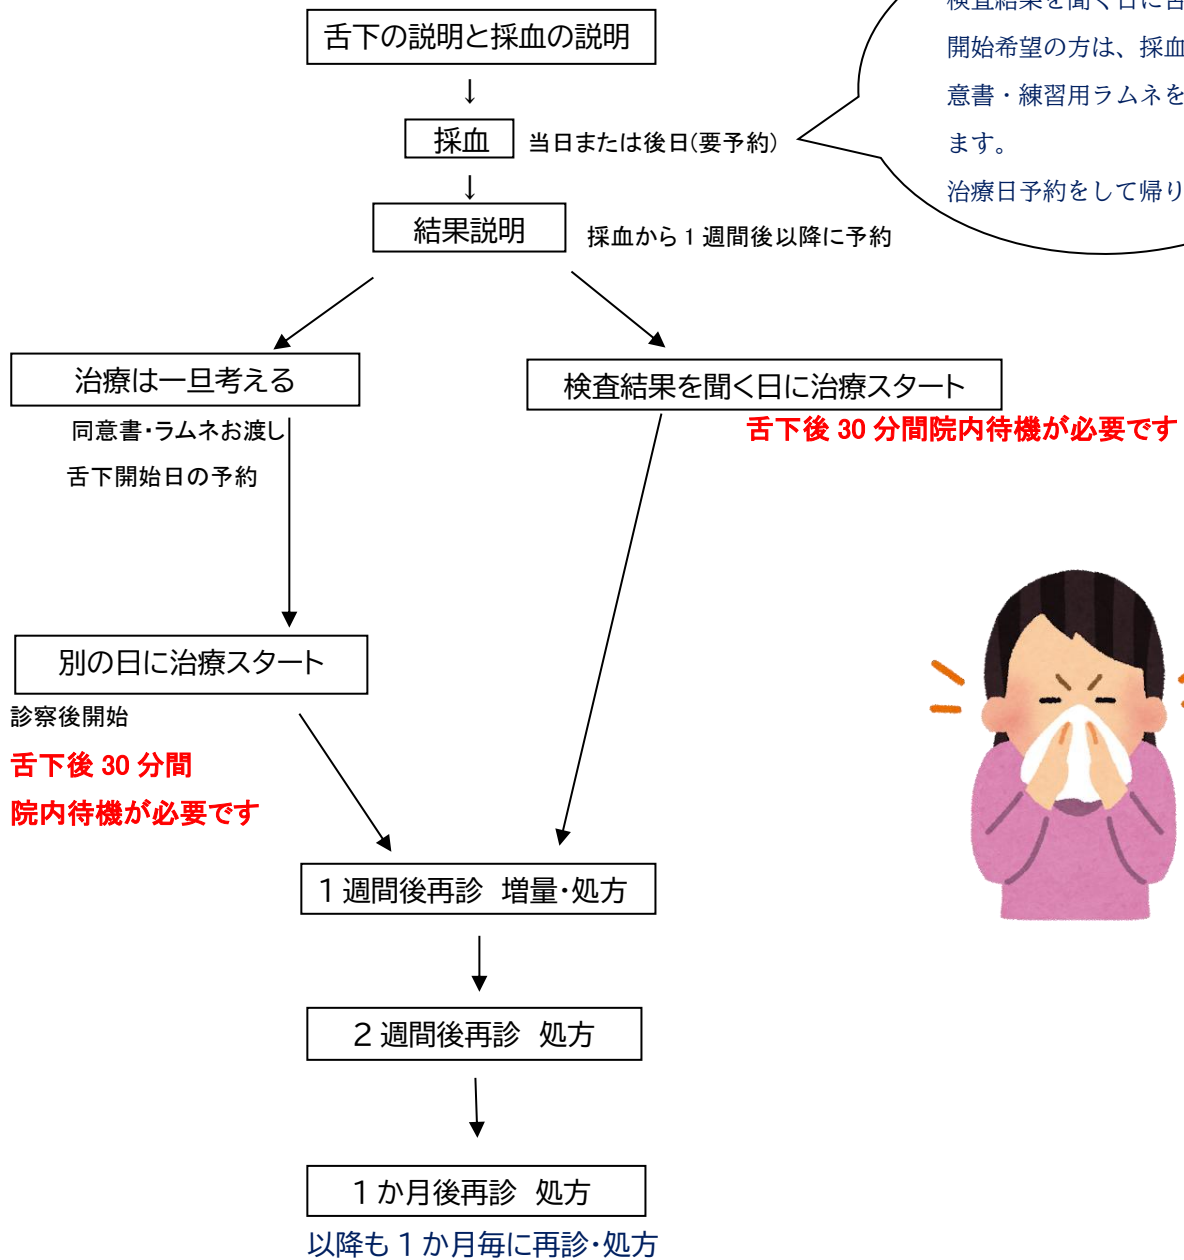 舌下の説明と採血の説明
↓
採血 当日または後日(要予約)
↓
結果説明 採血から1週間後以降に予約
開始希望の方は、採血
意書・練習用ラムネを
ます。
治療日予約をして帰り
治療は一旦考える
同意書・ラムネお渡し
舌下開始日の予約
検査結果を聞く日に治療スタート
舌下後 30 分間院内待機が必要です
別の日に治療スタート
診察後開始
舌下後 30 分間
院内待機が必要です
1週間後再診 増量・処方
2週間後再診 処方
1か月後再診 処方
以降も1か月毎に再診・処方